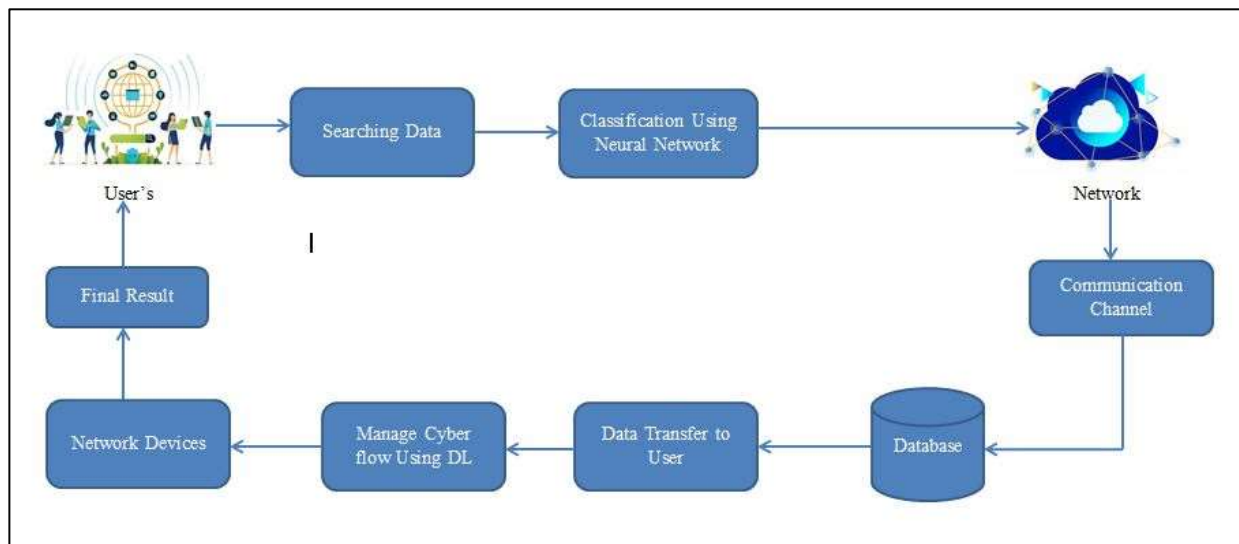 User's
Searching Data
Classification Using
Neural Network
Network
Communication
Channel
Database
Data Transfer to
User
Manage Cyber
flow Using DL
Network Devices
Final Result